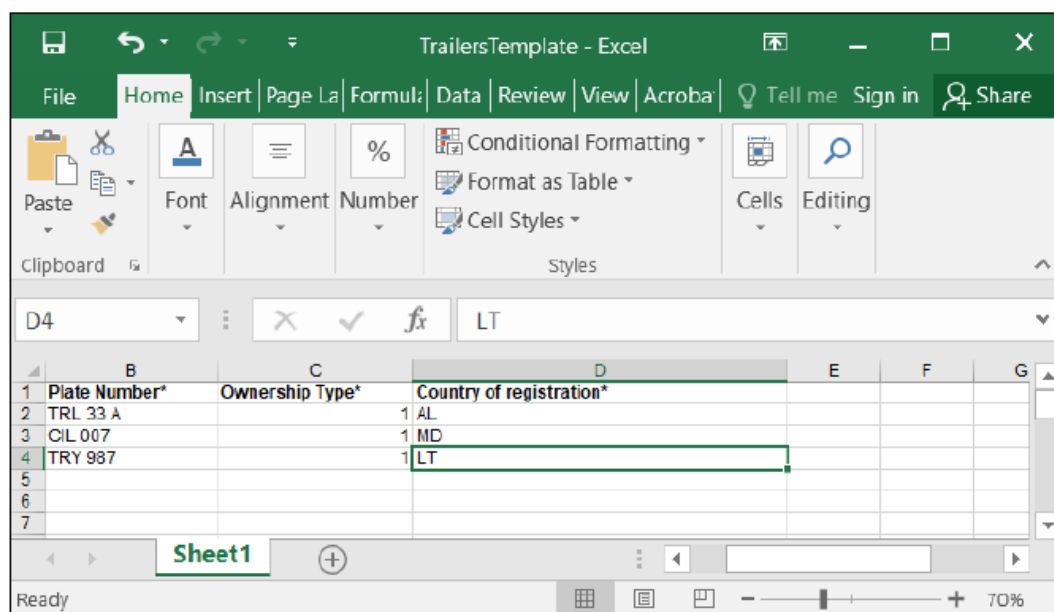 TrailersTemplate - Excel
File Home Insert Page La Formula Data Review View Acroba Tell me Sign in Share
Paste Font Alignment Number Conditional Formatting Format as Table Cell Styles Cells Editing
%
Clipboard Styles
D4 fx LT
B C D E F G
1 Plate Number* Ownership Type* Country of registration*
2 TRL 33 A 1 AL
3 CIL 007 1 MD
4 TRY 987 1 LT
5
6
7
Sheet1
Ready 70%